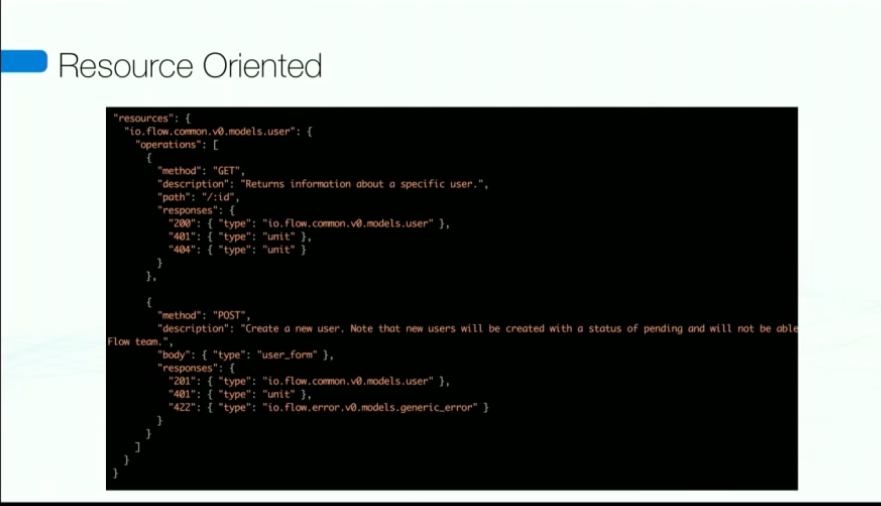 Resource Oriented
"resources": {
"io.flow.common.v0.models.user": {
"operations": [
{
"method": "GET",
"description": "Returns information about a specific user.",
"path": "/:id",
"responses": {
"200": { "type": "io.flow.common.v0.models.user" },
"401": { "type": "unit" },
"404": { "type": "unit" }
}
},
{
"method": "POST",
"description": "Create a new user. Note that new users will be created with a status of pending and will not be able
Flow team.",
"body": { "type": "user_form" },
"responses": {
"201": { "type": "io.flow.common.v0.models.user" },
"401": { "type": "unit" },
"422": { "type": "io.flow.error.v0.models.generic_error" }
}
}
]
}
}